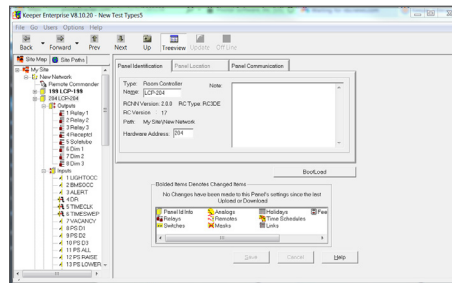 Keeper Enterprise V8.10.20 - New Test Types5
File Go Users Options Help
Back Forward Prev Next Up Treeview Update Off Line
Site Map Site Paths
My Site
New Network
Remote Commander
199 LCP-199
204 LCP-204
Outputs
1 Relay 1
2 Relay 2
3 Relay 3
4 Receptcl
5 Solatube
6 Dim 1
7 Dim 2
8 Dim 3
Inputs
1 LIGHTOCC
2 BMSOCC
3 ALERT
4 DR
5 TIMECLK
6 TIMESWEP
7 VACANCY
8 PS D1
9 PS D2
10 PS D3
11 PS ALL
12 PS RAISE
13 PS LOWER
Panel Identification Panel Location Panel Communication
Type: Room Controller Note:
Name: LCP-204
RCNN Version: 2.0.8 RC Type: RC3DE
RC Version 17
Path: My Site\New Network
Hardware Address: 204
BootLoad
Bolded Items Denotes Changed Items
No Changes have been made to this Panel's settings since the last
Upload or Download
Panel Id Info Analogs Holidays Fee
Relays Remotes Time Schedules
Switches Masks Links
Save Cancel Help